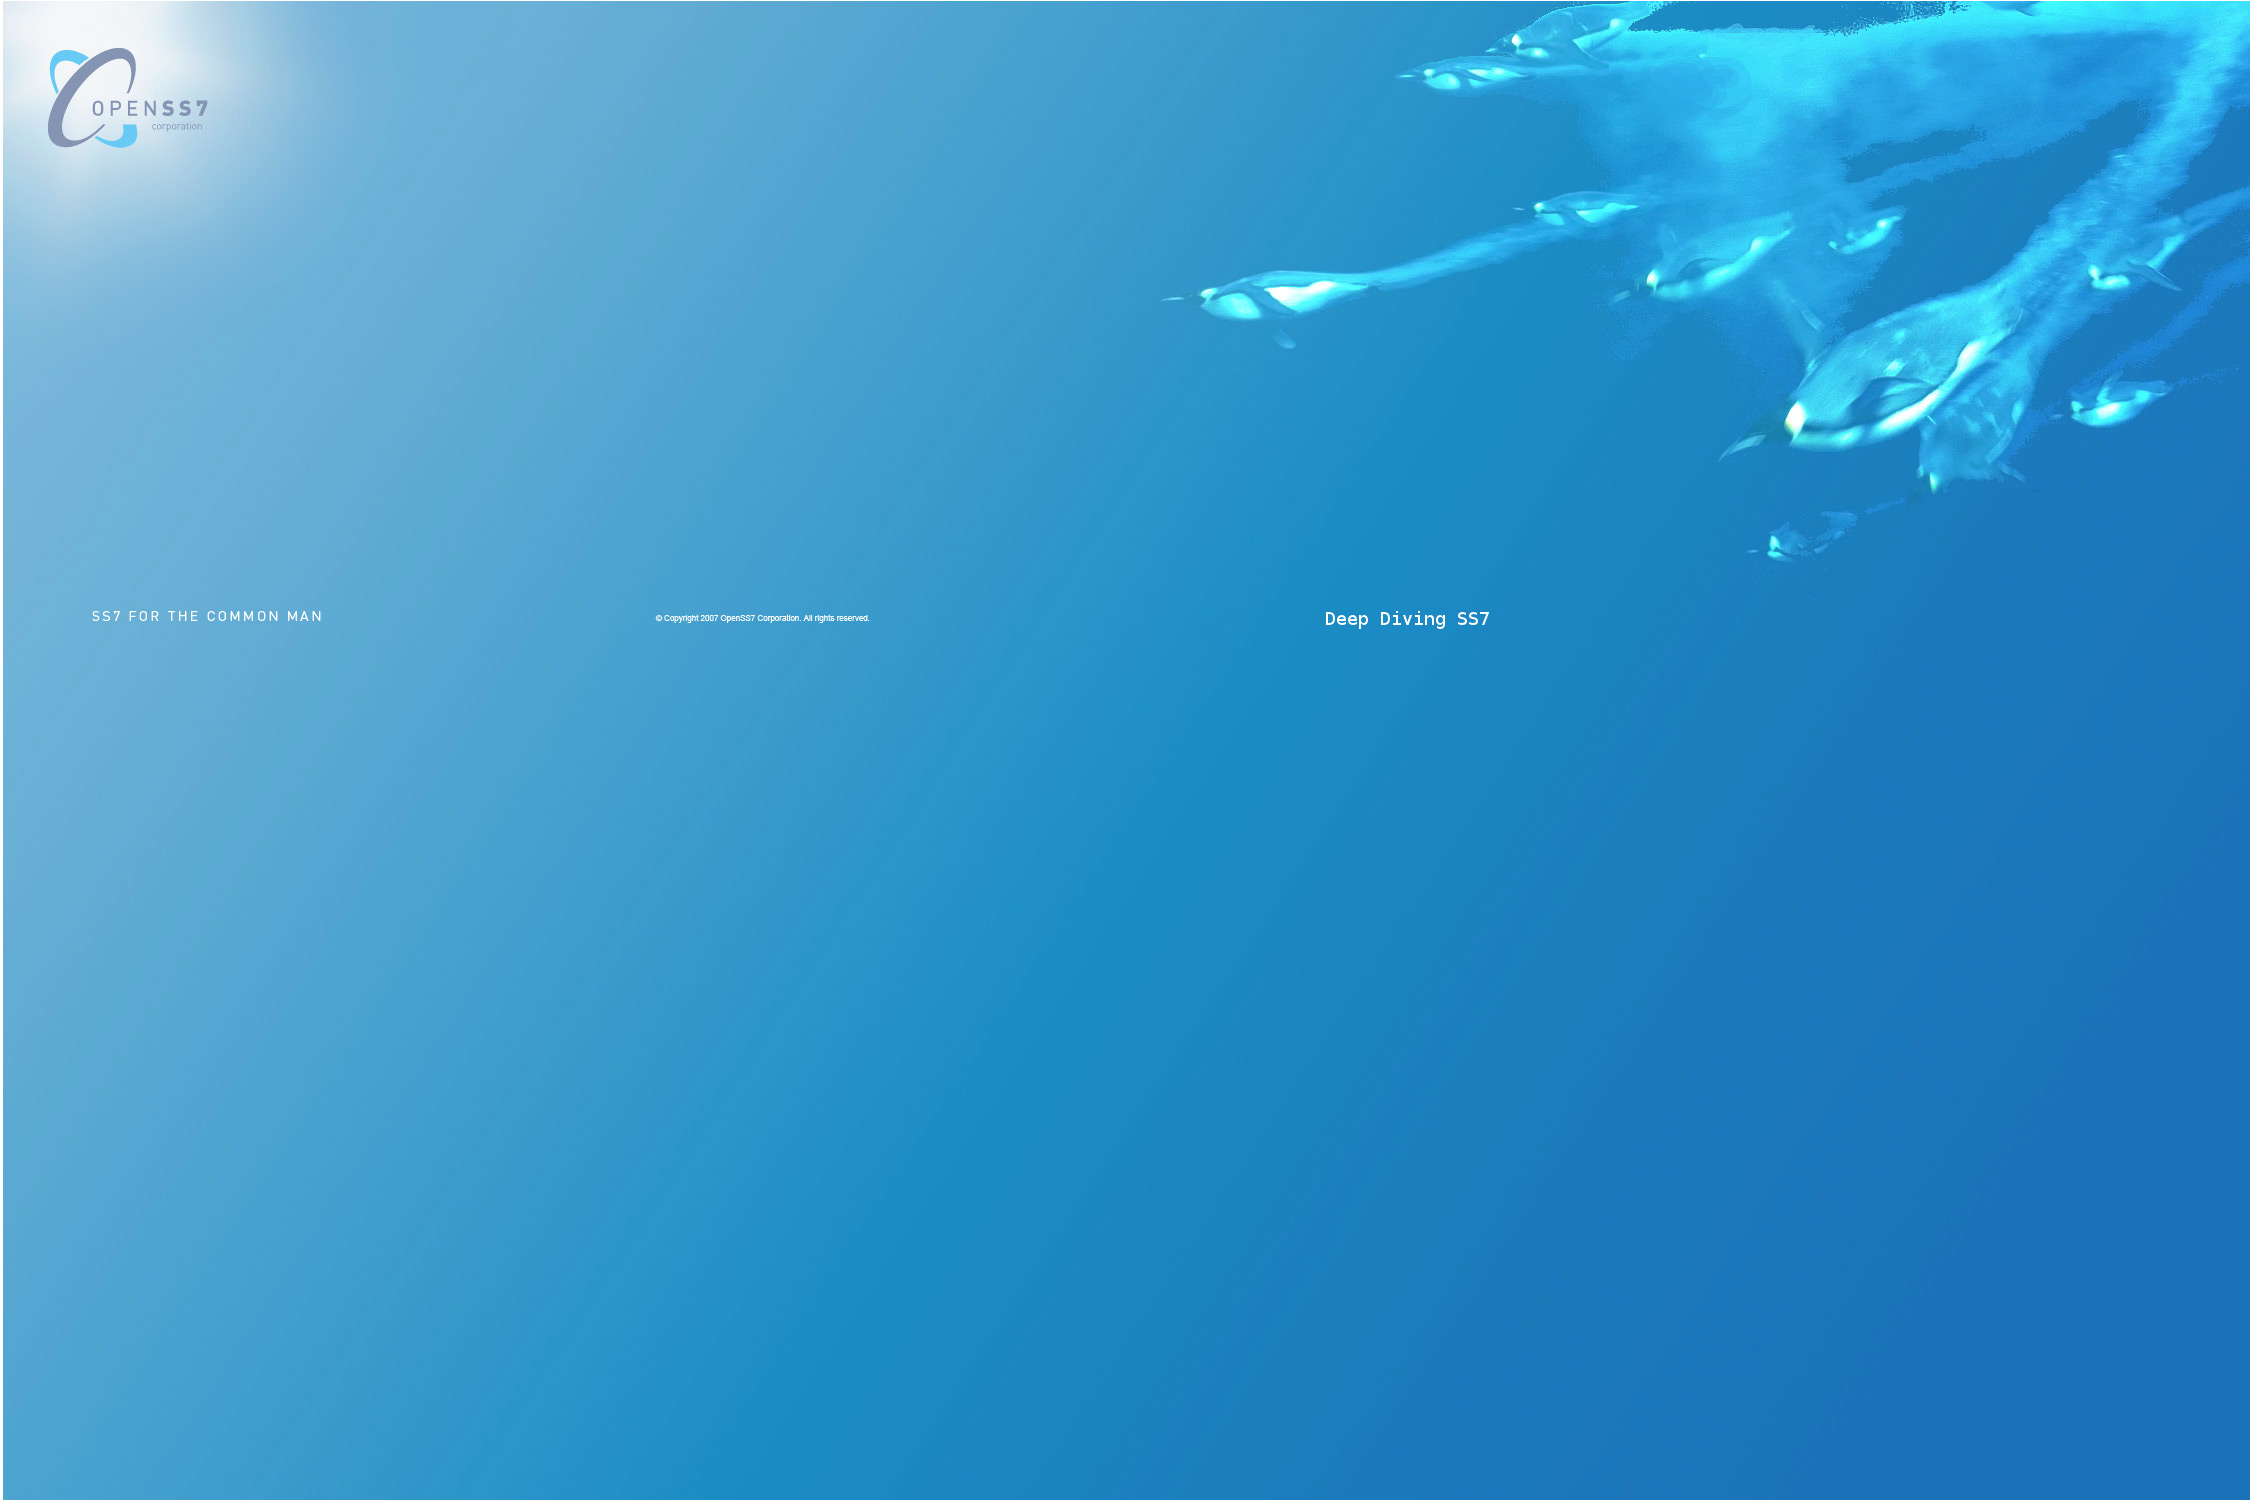 OPENSS7
corporation
SS7 FOR THE COMMON MAN
© Copyright 2007 OpenSS7 Corporation. All rights reserved.
Deep Diving SS7